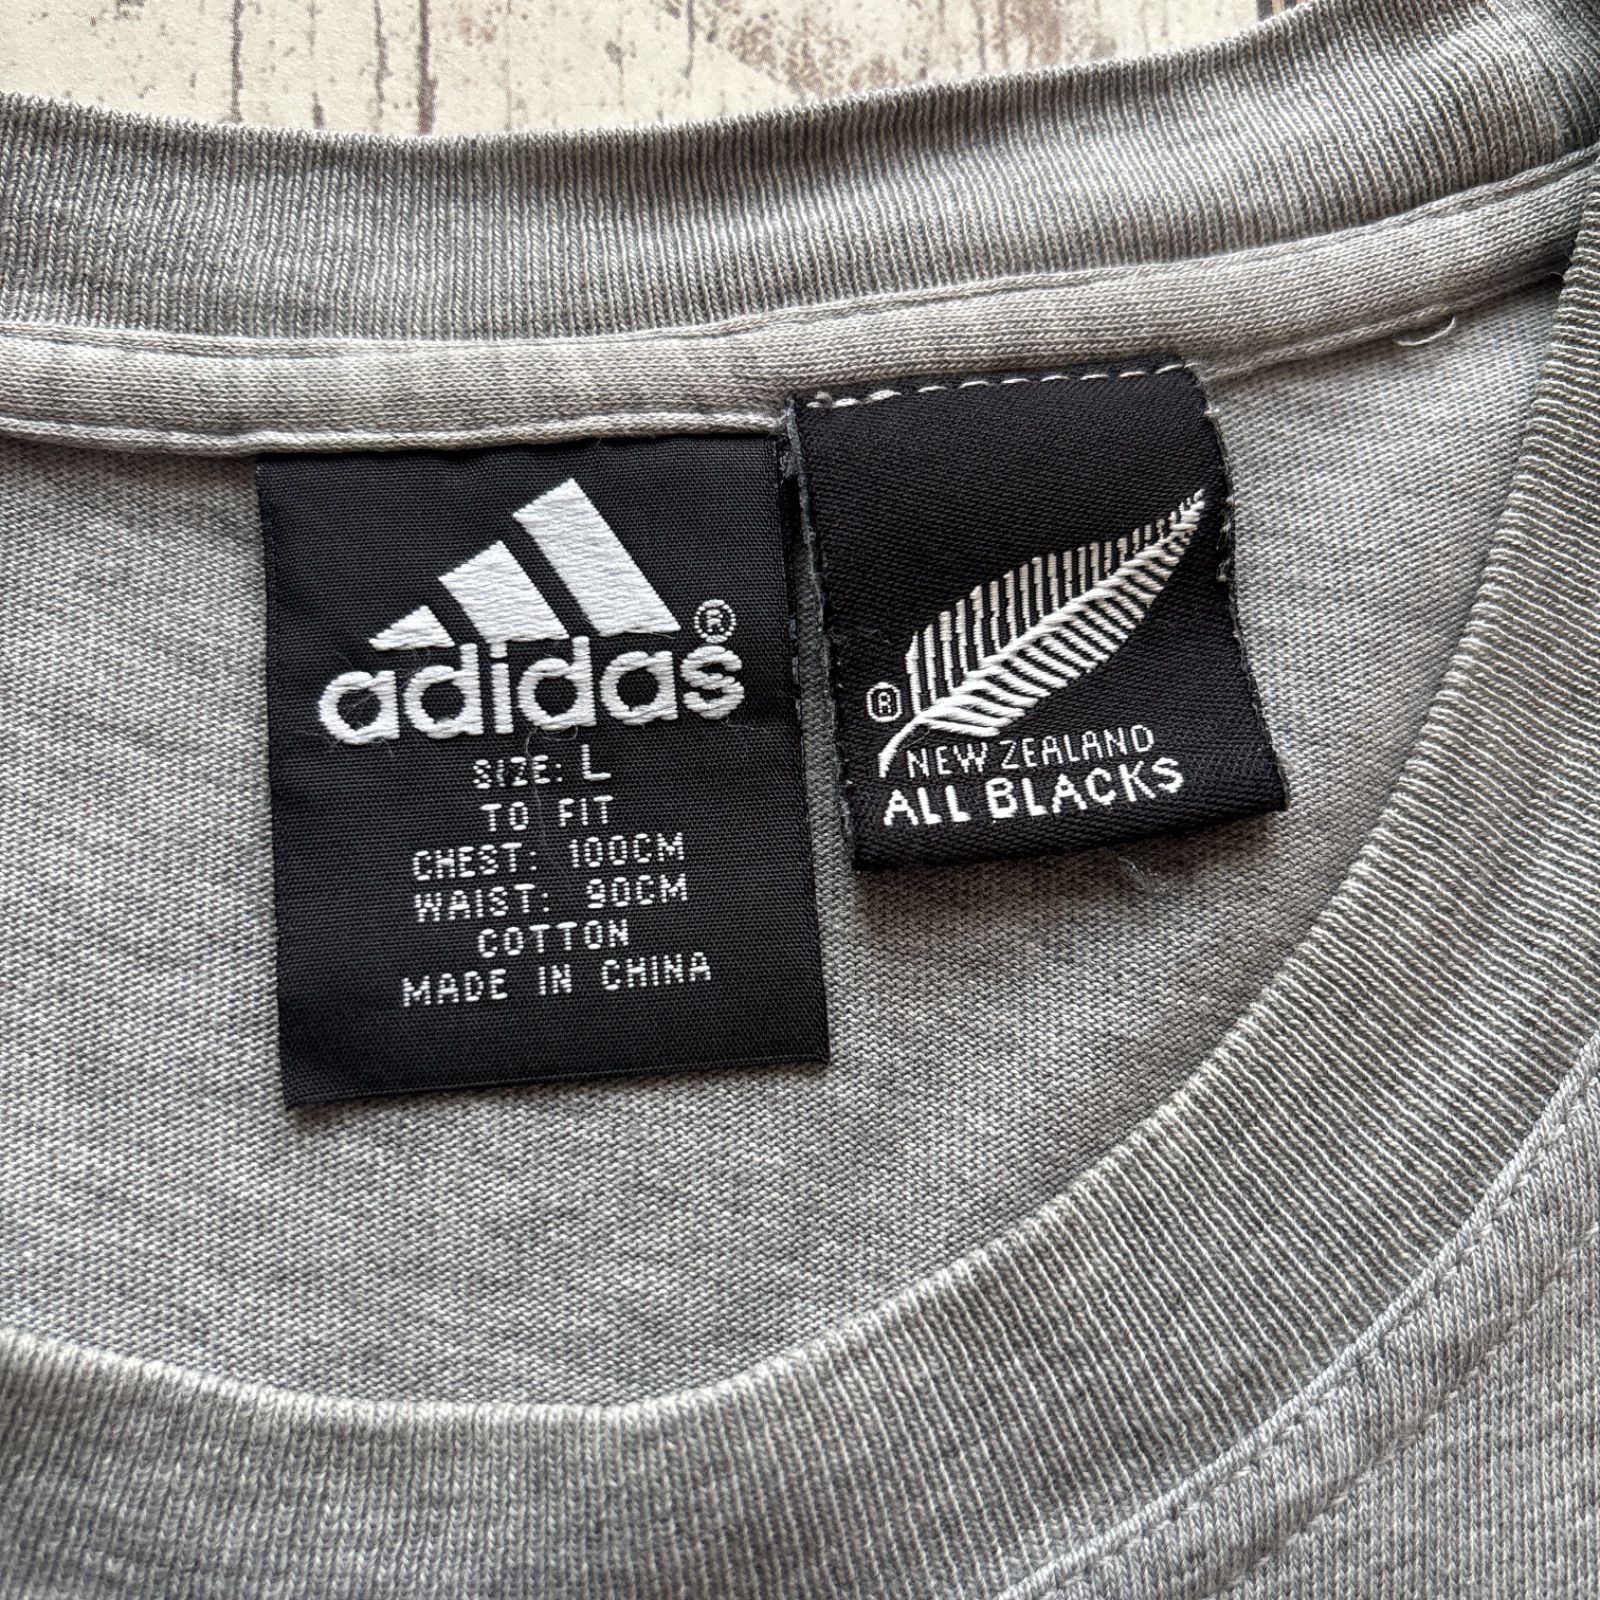 adidas®
SIZE: L
TO FIT
CHEST: 100CM
WAIST: 90CM
COTTON
MADE IN CHINA
®
NEW ZEALAND
ALL BLACKS